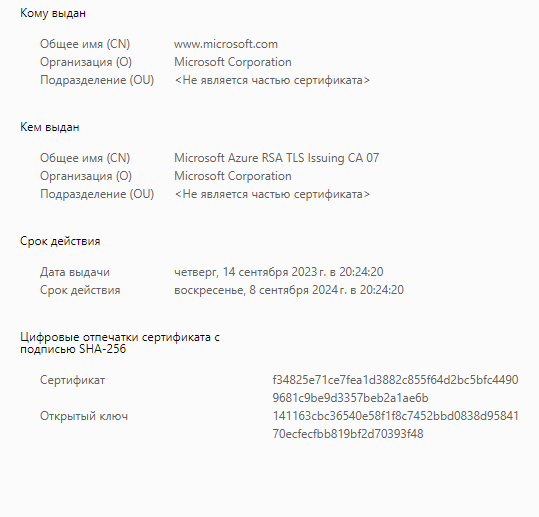 Кому выдан
Общее имя (CN) www.microsoft.com
Организация (O) Microsoft Corporation
Подразделение (OU) <Не является частью сертификата>
Кем выдан
Общее имя (CN) Microsoft Azure RSA TLS Issuing CA 07
Организация (O) Microsoft Corporation
Подразделение (OU) <Не является частью сертификата>
Срок действия
Дата выдачи четверг, 14 сентября 2023 г. в 20:24:20
Срок действия воскресенье, 8 сентября 2024 г. в 20:24:20
Цифровые отпечатки сертификата с
подписью SHA-256
Сертификат f34825e71ce7fea1d3882c855f64d2bc5bfc4490
9681c9be9d3357beb2a1ae6b
Открытый ключ 141163cbc36540e58f1f8c7452bbd0838d95841
70ecfecfbb819bf2d70393f48